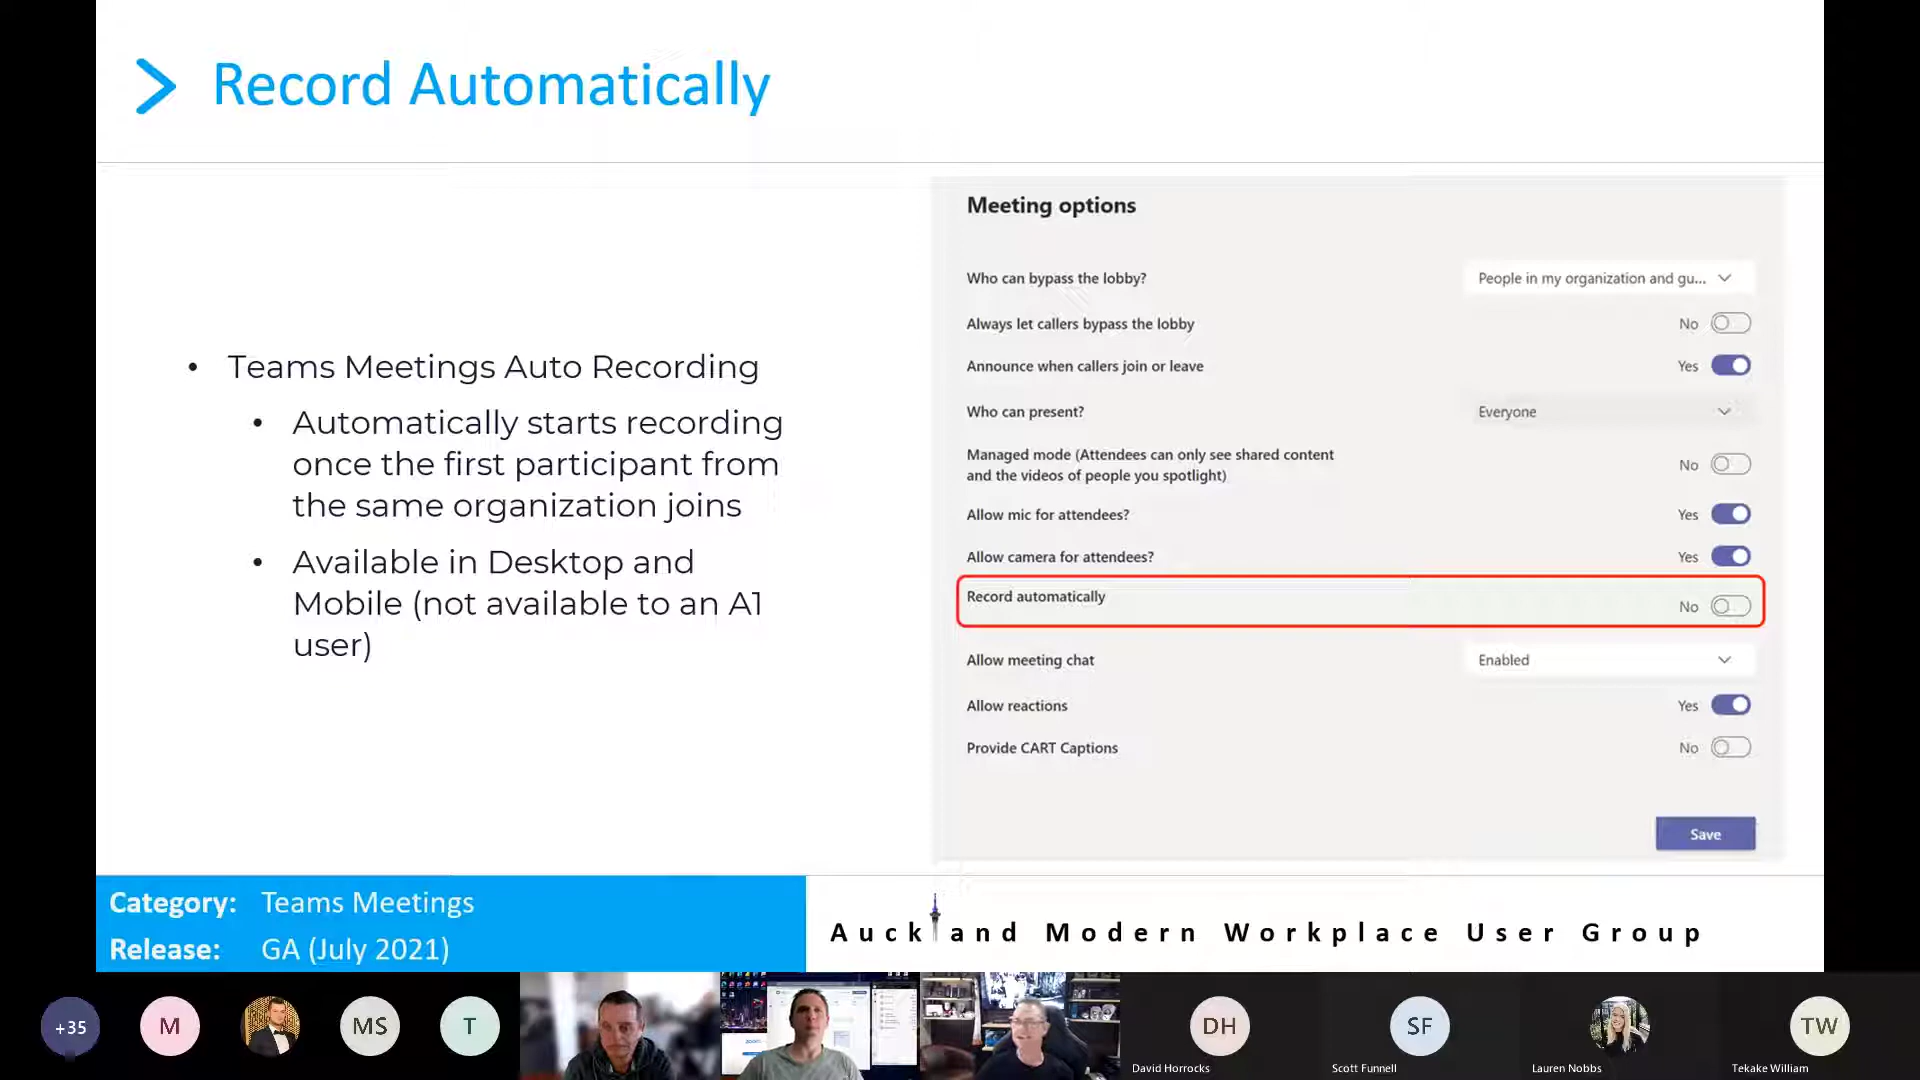 Record Automatically
• Teams Meetings Auto Recording
• Automatically starts recording
once the first participant from
the same organization joins
• Available in Desktop and
Mobile (not available to an A1
user)
Meeting options
Who can bypass the lobby? People in my organization and gu...
Always let callers bypass the lobby No
Announce when callers join or leave Yes
Who can present? Everyone
Managed mode (Attendees can only see shared content
and the videos of people you spotlight) No
Allow mic for attendees? Yes
Allow camera for attendees? Yes
Record automatically No
Allow meeting chat Enabled
Allow reactions Yes
Provide CART Captions No
Save
Category: Teams Meetings
Release: GA (July 2021)
Auckland Modern Workplace User Group
+35 M MS T DH SF TW
David Horrocks Scott Funnell Lauren Nobbs Tekake William